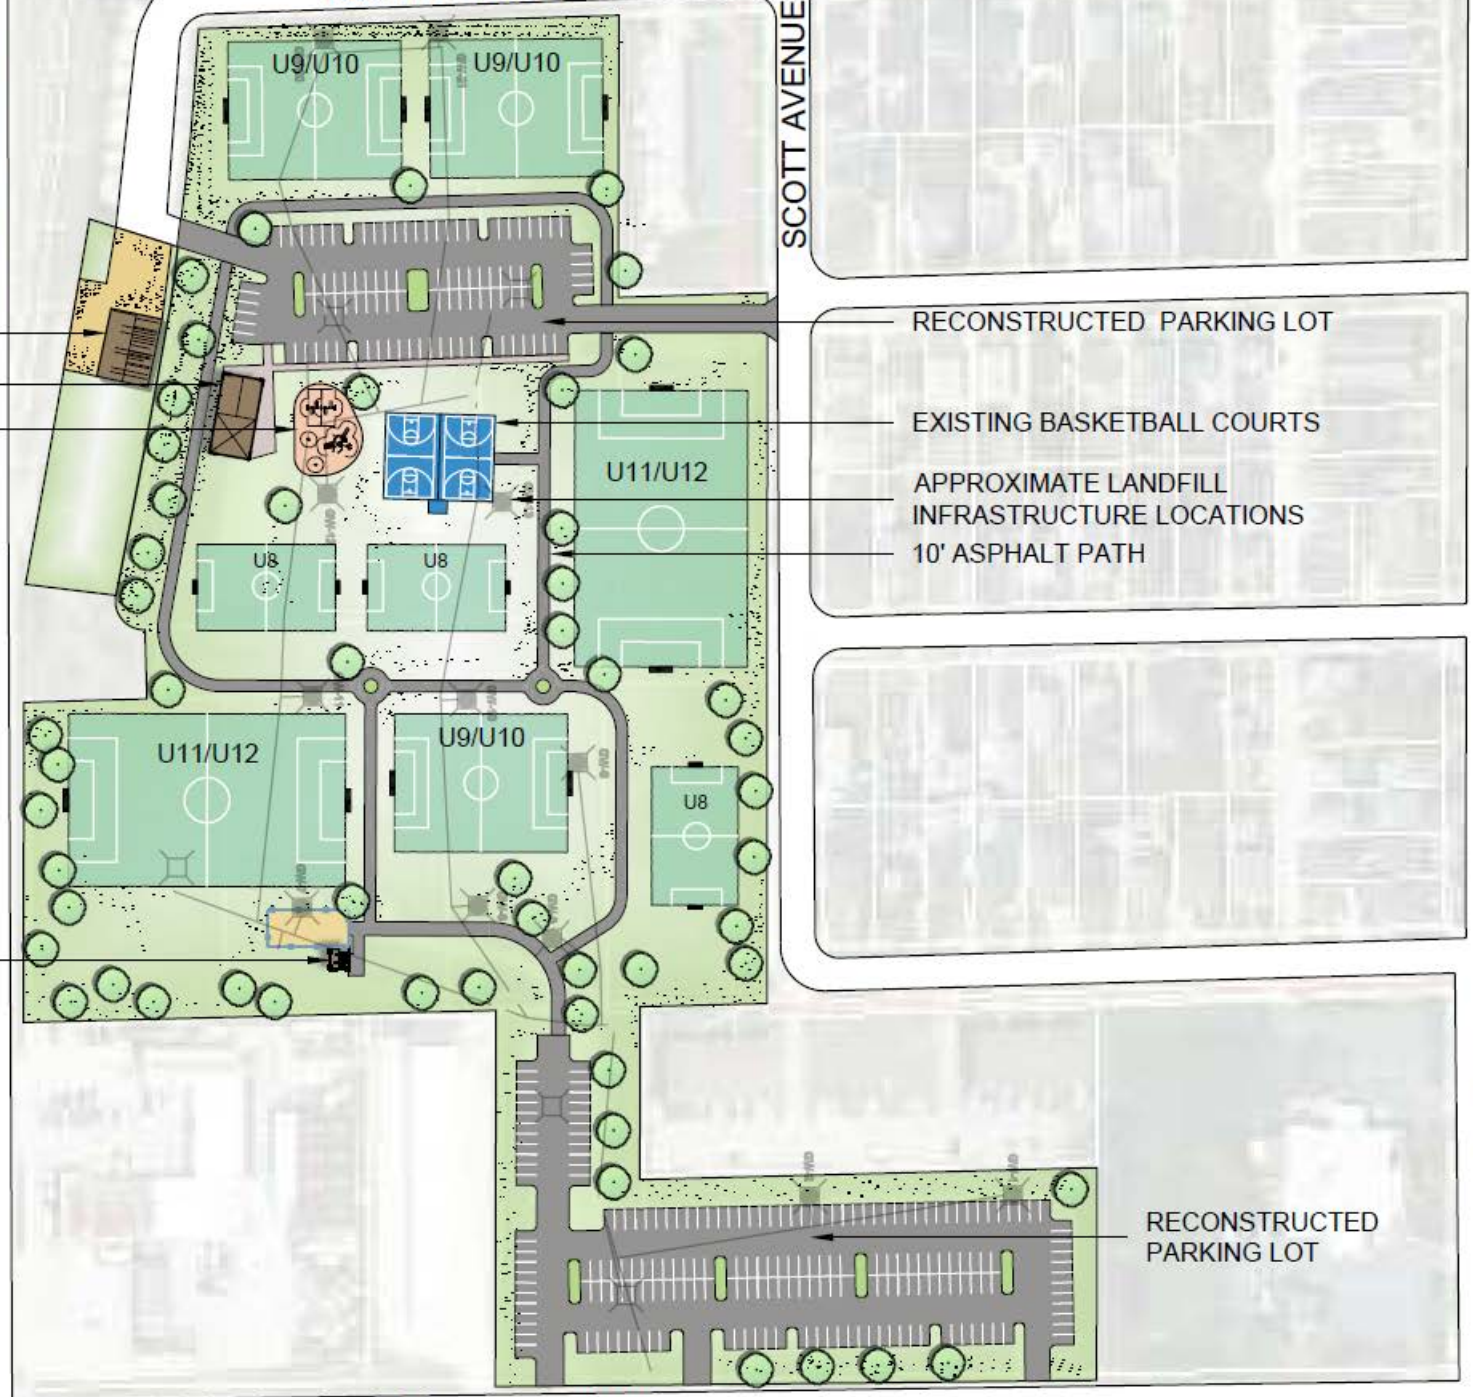 U9/U10
U9/U10
SCOTT AVENUE
RECONSTRUCTED PARKING LOT
EXISTING BASKETBALL COURTS
U11/U12
APPROXIMATE LANDFILL
INFRASTRUCTURE LOCATIONS
10' ASPHALT PATH
U8
U8
U11/U12
U9/U10
U8
RECONSTRUCTED
PARKING LOT